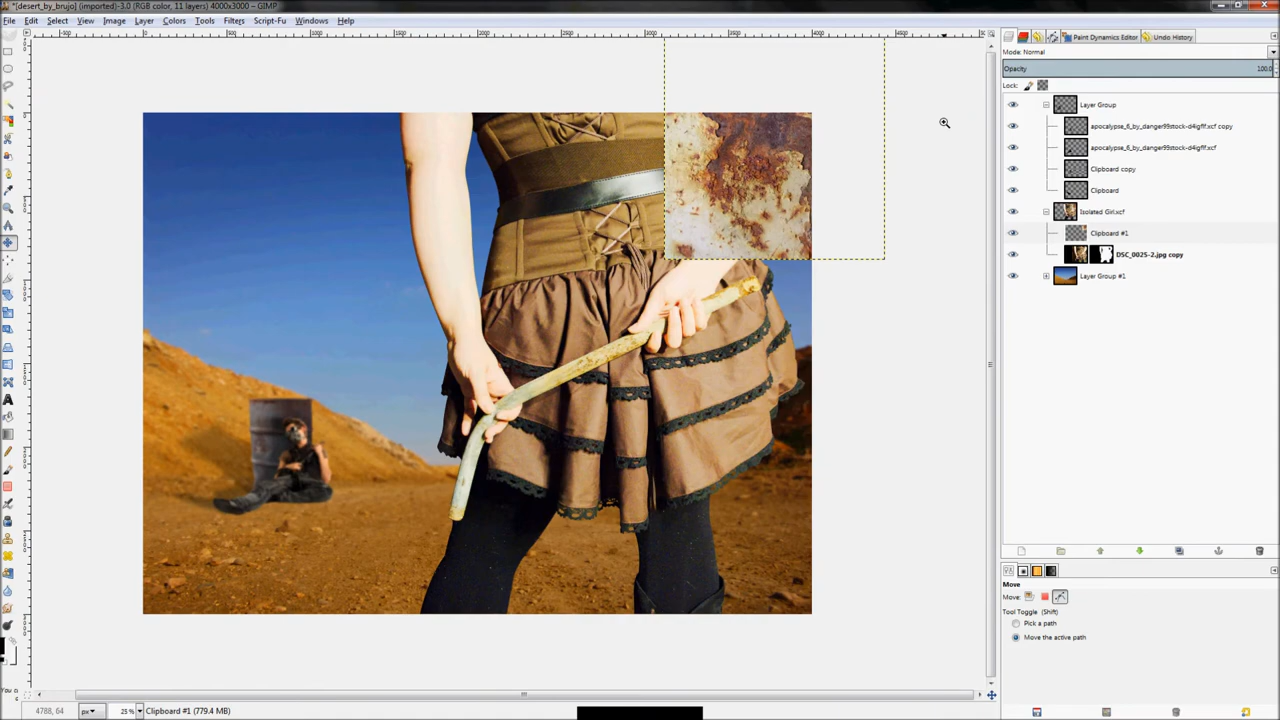 *[desert_by_brujo] (imported)-3.0 (RGB color, 11 layers) 4000x3000 – GIMP
File Edit Select View Image Layer Colors Tools Filters Script-Fu Windows Help
Paint Dynamics Editor Undo History
Mode: Normal
Opacity 100.0
Lock:
Layer Group
apocalypse_6_by_danger99stock-d4igflf.xcf copy
apocalypse_6_by_danger99stock-d4igflf.xcf
Clipboard copy
Clipboard
Isolated Girl.xcf
Clipboard #1
DSC_0025-2.jpg copy
Layer Group #1
Move
Move:
Tool Toggle (Shift)
Pick a path
Move the active path
4788, 64 px 25 % Clipboard #1 (779.4 MB)